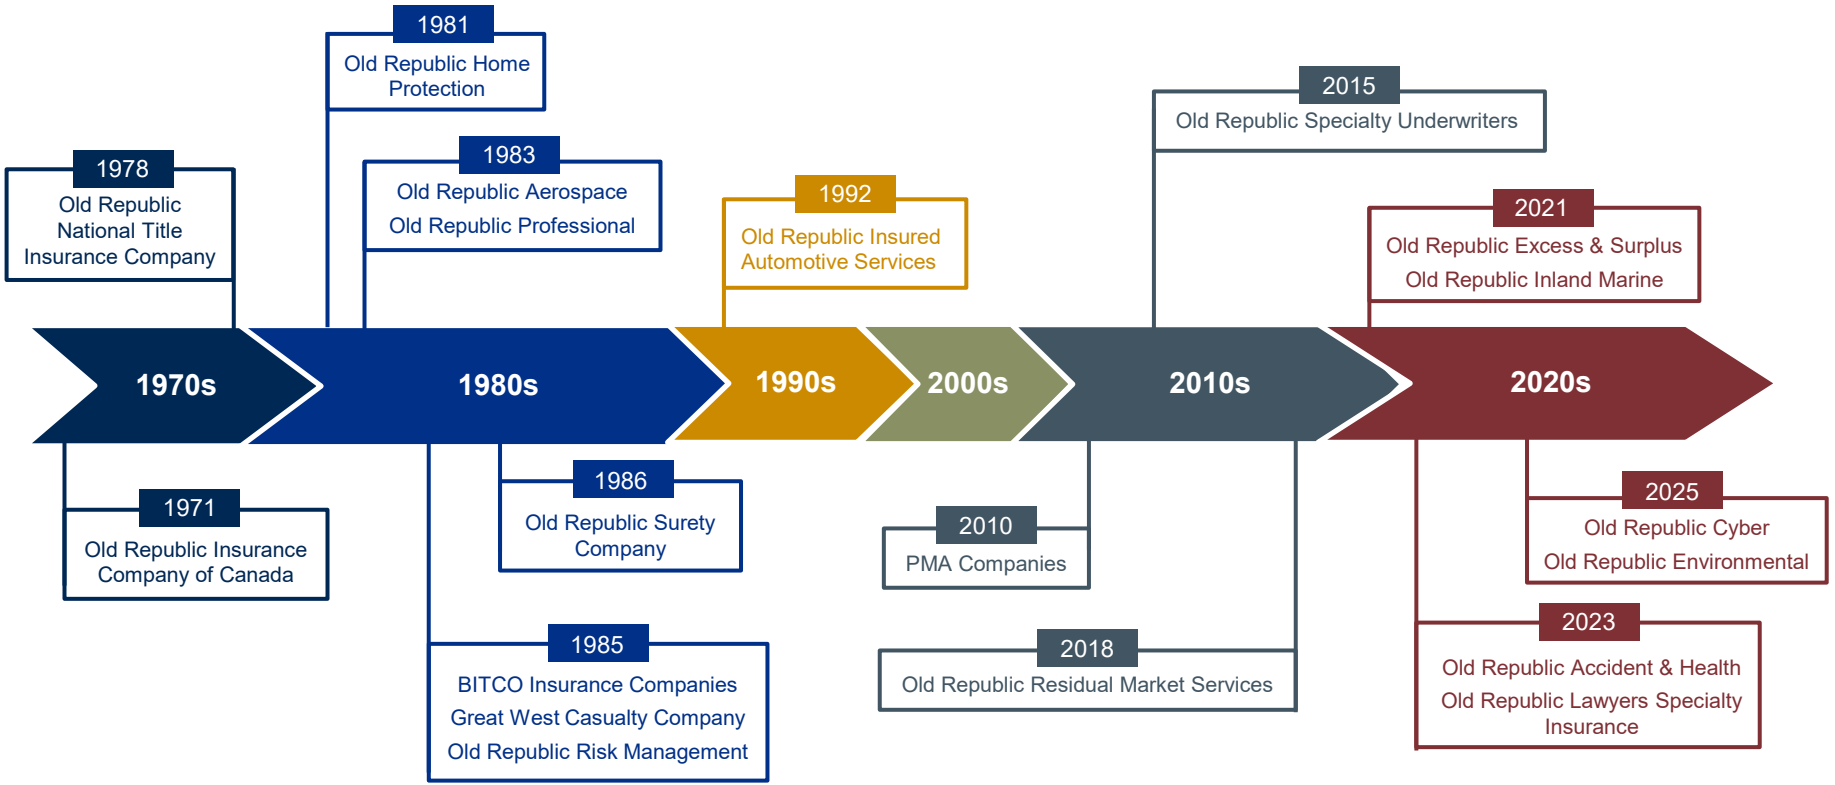 1981
Old Republic Home
Protection
1983
Old Republic Aerospace
Old Republic Professional
1978
Old Republic
National Title
Insurance Company
1992
Old Republic Insured
Automotive Services
2015
Old Republic Specialty Underwriters
2021
Old Republic Excess & Surplus
Old Republic Inland Marine
1970s
1980s
1990s
2000s
2010s
2020s
1971
Old Republic Insurance
Company of Canada
1986
Old Republic Surety
Company
1985
BITCO Insurance Companies
Great West Casualty Company
Old Republic Risk Management
2010
PMA Companies
2018
Old Republic Residual Market Services
2025
Old Republic Cyber
Old Republic Environmental
2023
Old Republic Accident & Health
Old Republic Lawyers Specialty
Insurance